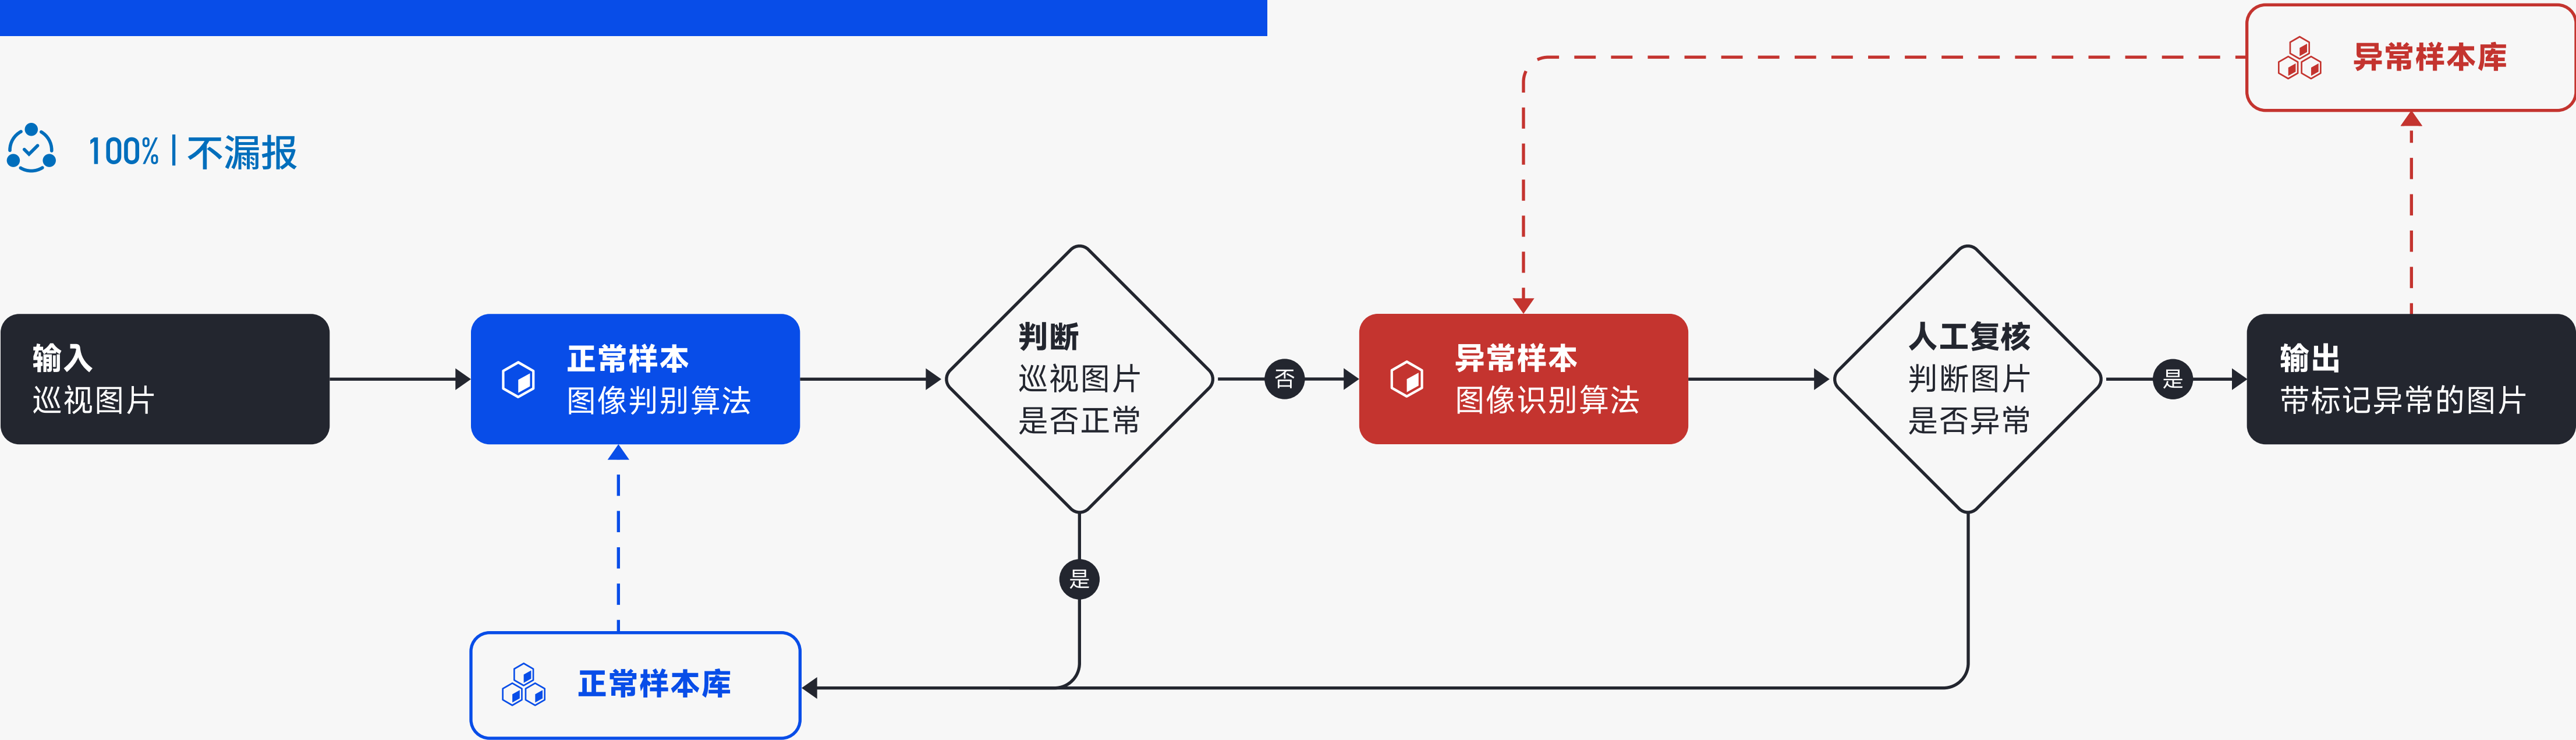 异常样本库
100% | 不漏报
输入
巡视图片
正常样本
图像判别算法
判断
巡视图片
是否正常
否
异常样本
图像识别算法
人工复核
判断图片
是否异常
是
输出
带标记异常的图片
是
正常样本库